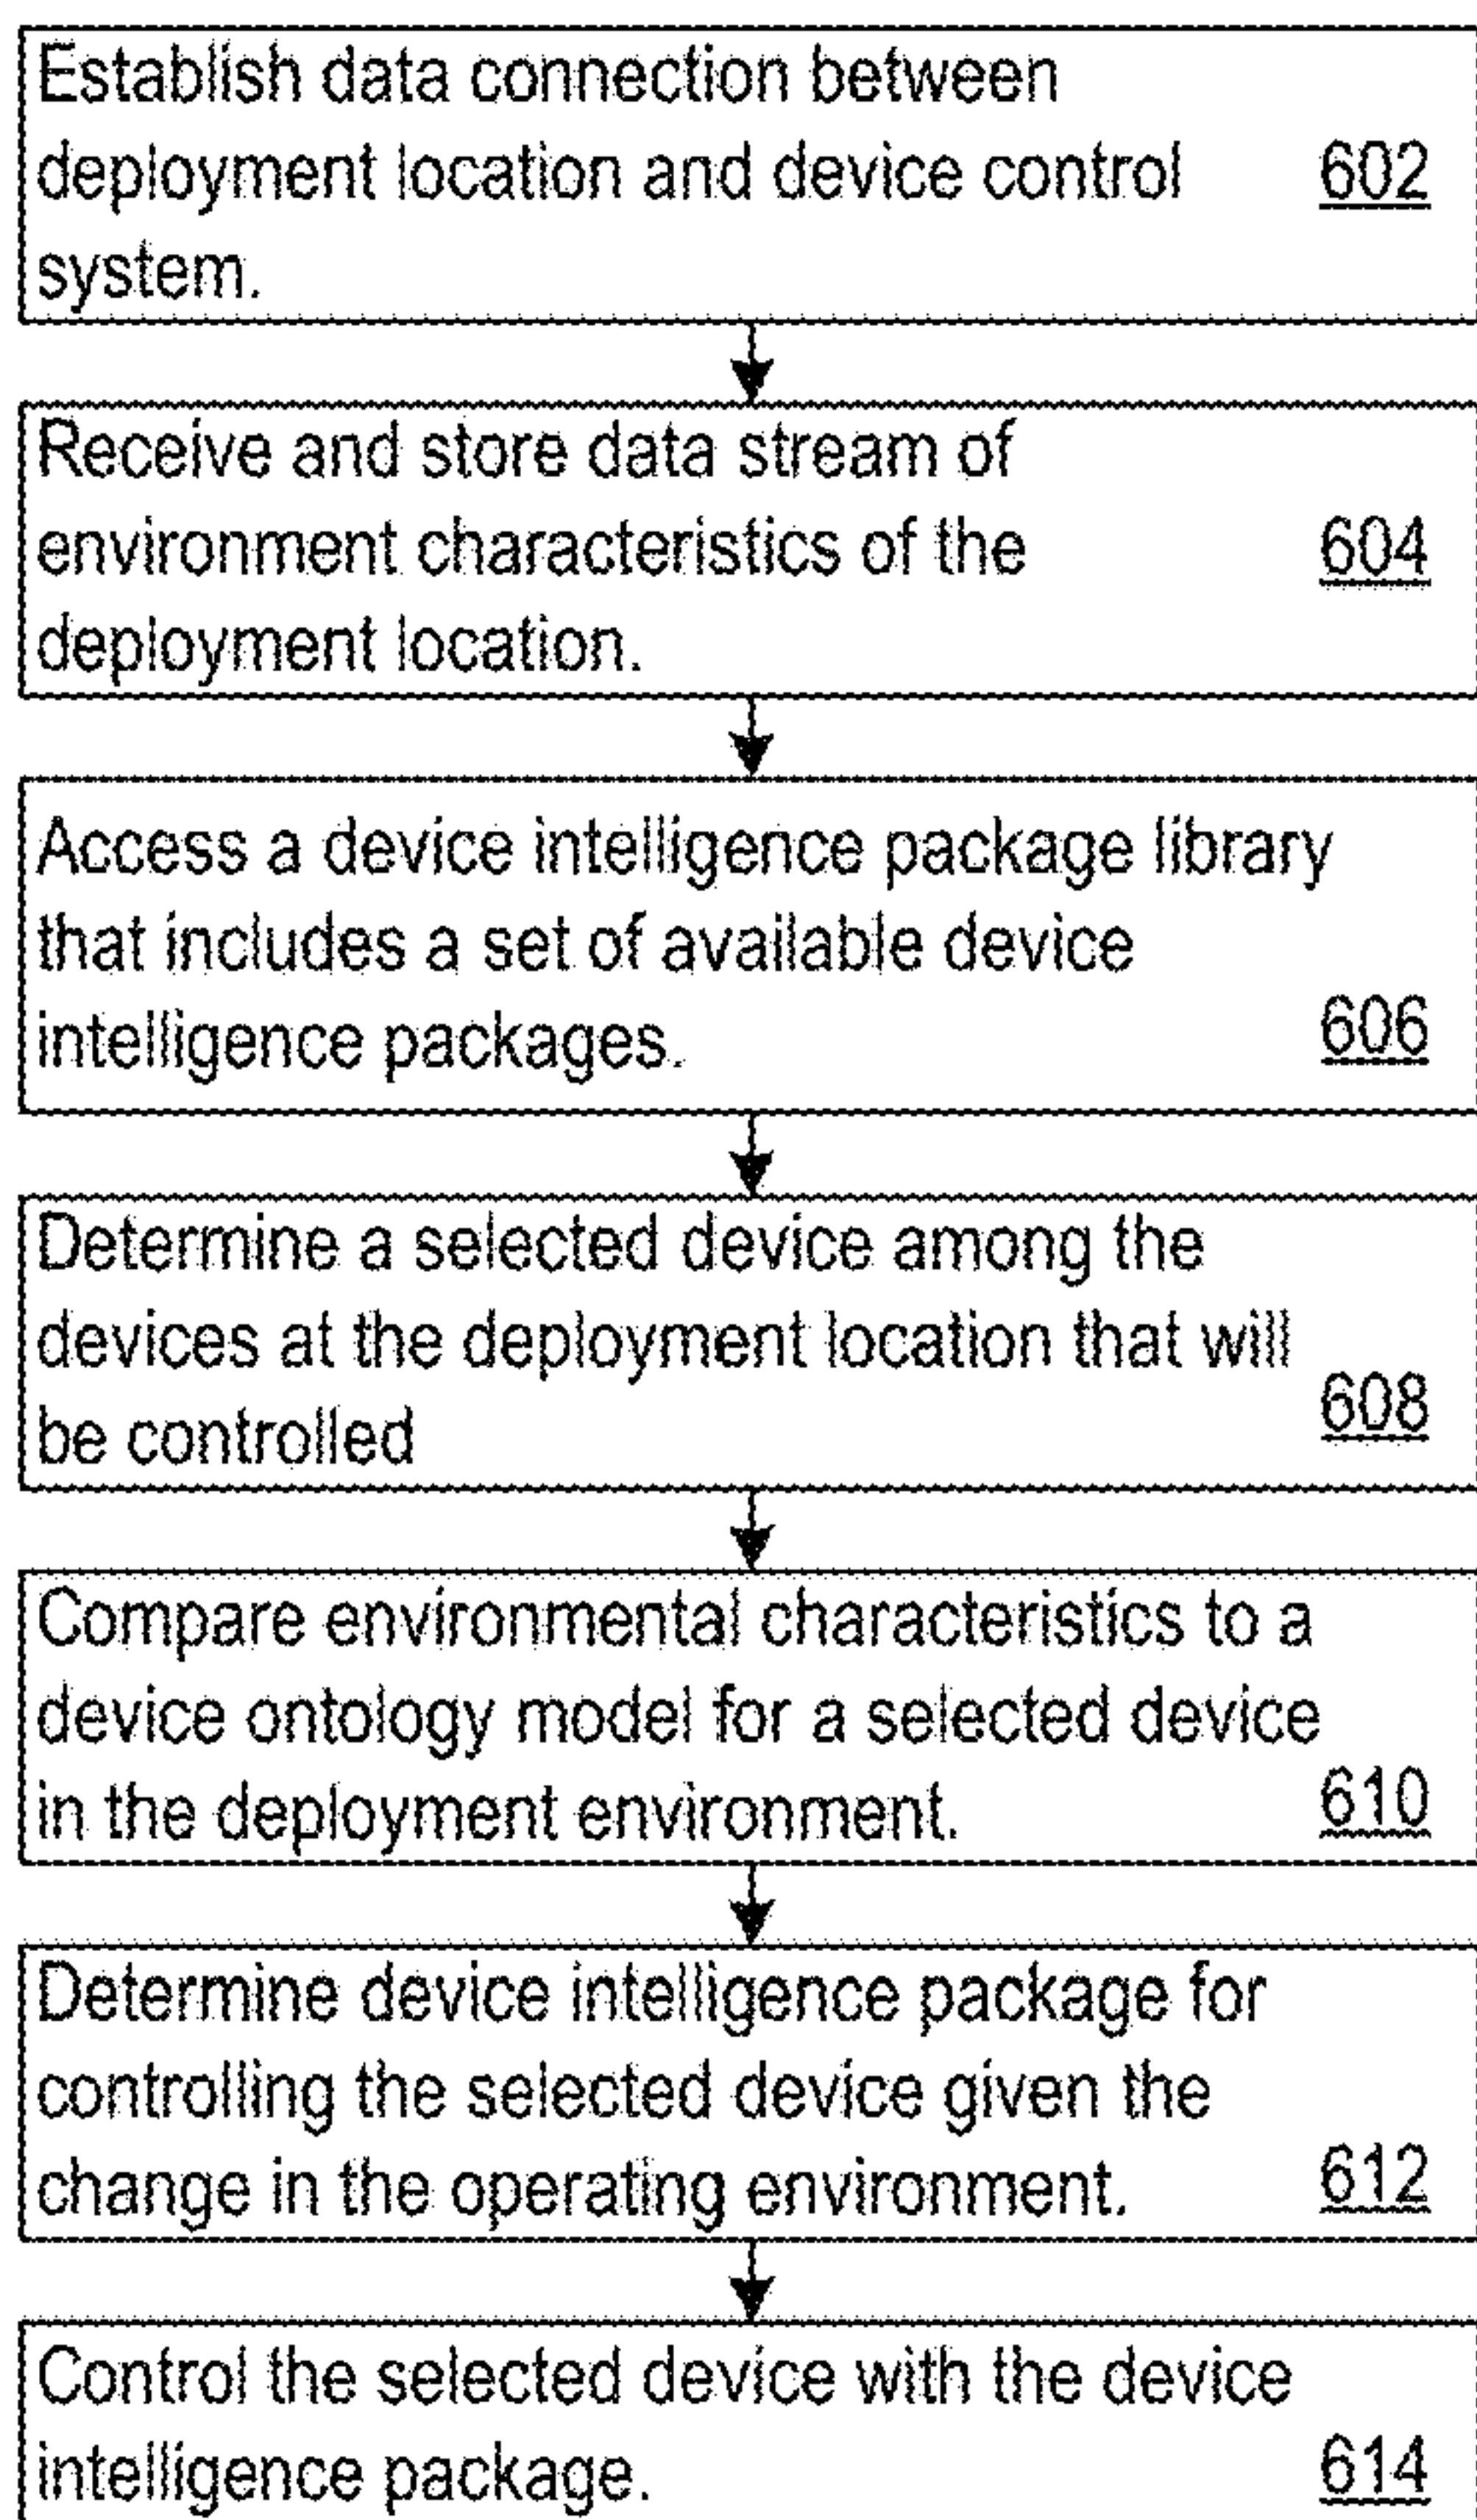 Establish data connection between
deployment location and device control 602
system.
Receive and store data stream of
environment characteristics of the 604
deployment location.
Access a device intelligence package library
that includes a set of available device
intelligence packages. 606
Determine a selected device among the
devices at the deployment location that will
be controlled 608
Compare environmental characteristics to a
device ontology model for a selected device
in the deployment environment. 610
Determine device intelligence package for
controlling the selected device given the
change in the operating environment. 612
Control the selected device with the device
intelligence package. 614